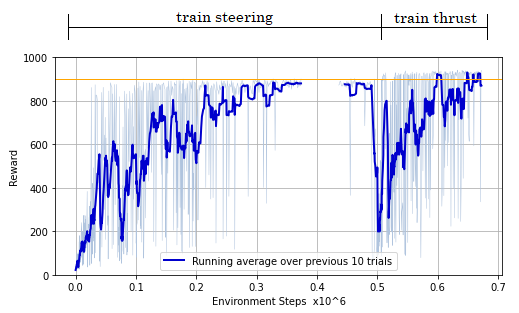 train steering
train thrust
1000
800
600
400
200
0
Reward
Running average over previous 10 trials
0.0 0.1 0.2 0.3 0.4 0.5 0.6 0.7
Environment Steps x10^6